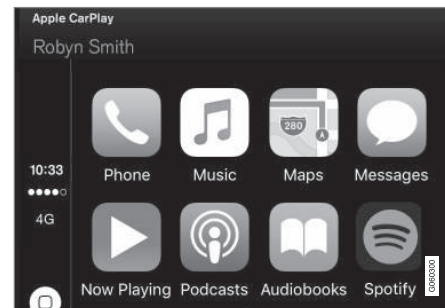 Apple CarPlay
Robyn Smith
280
10:33
Phone Music Maps Messages
4G
Now Playing Podcasts Audiobooks Spotify
G060300